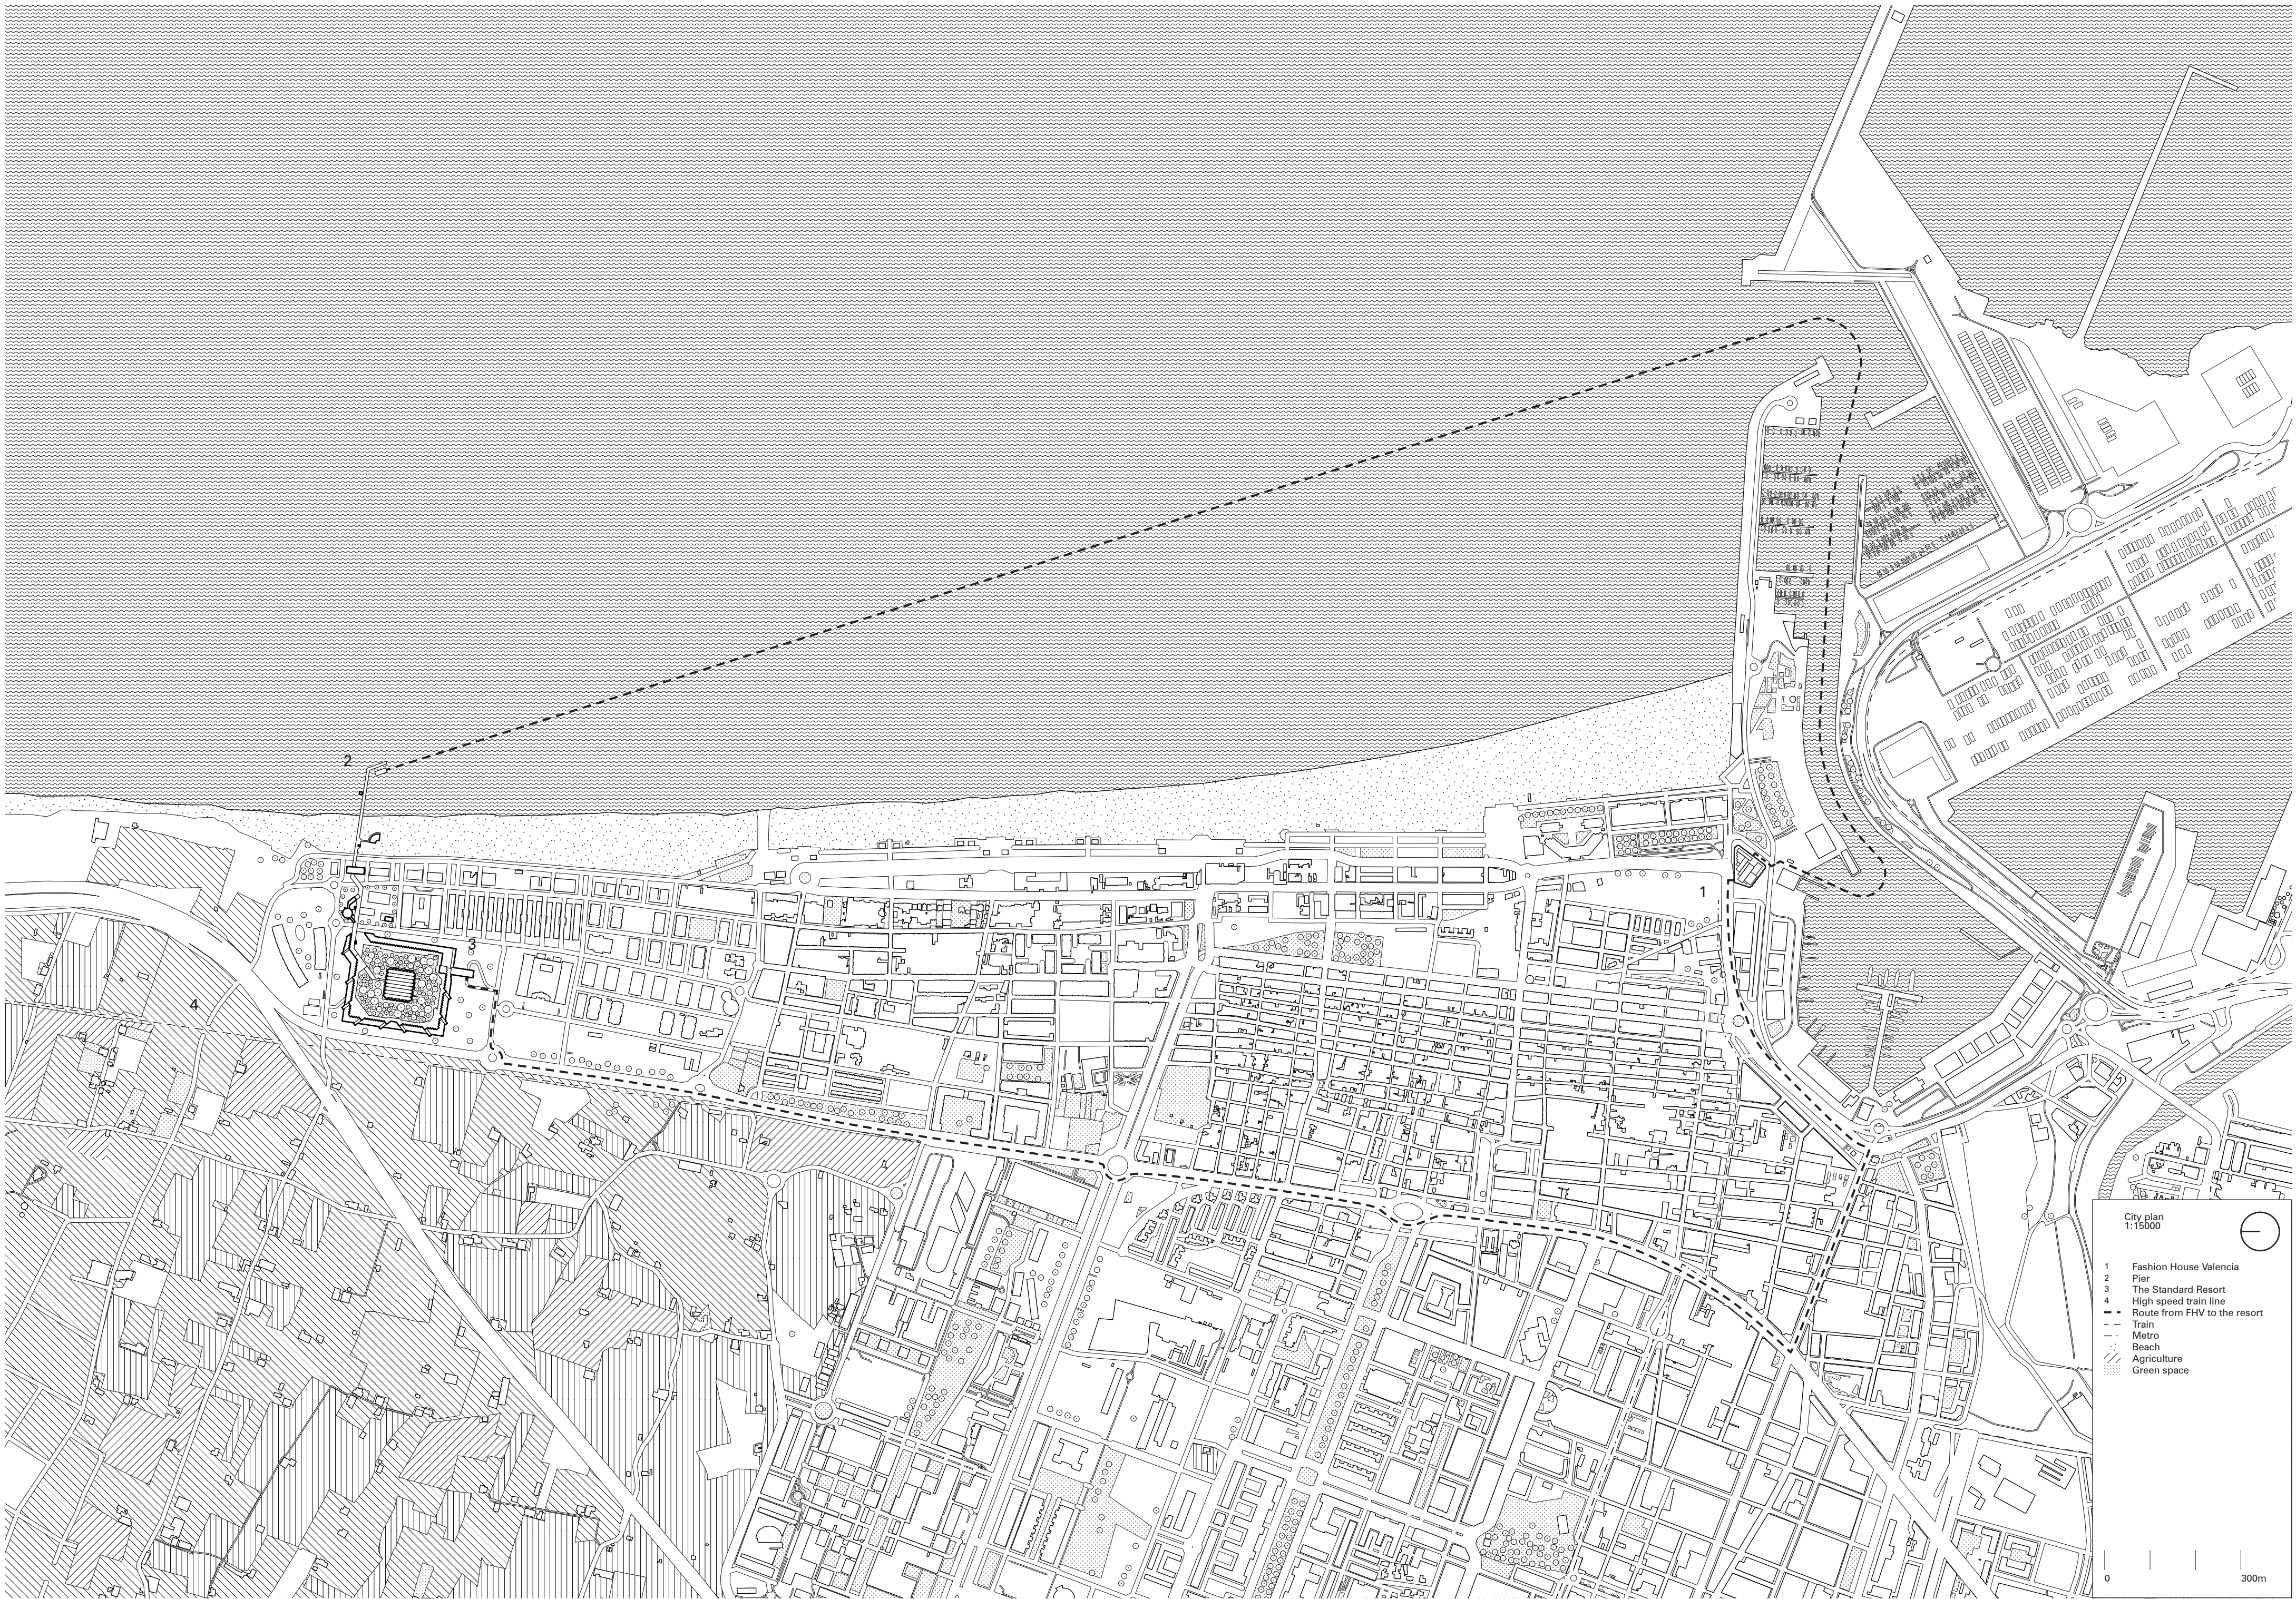 2
1
3
4
City plan
1:15000
1 Fashion House Valencia
2 Pier
3 The Standard Resort
4 High speed train line
Route from FHV to the resort
Train
Metro
Beach
Agriculture
Green space
0 300m